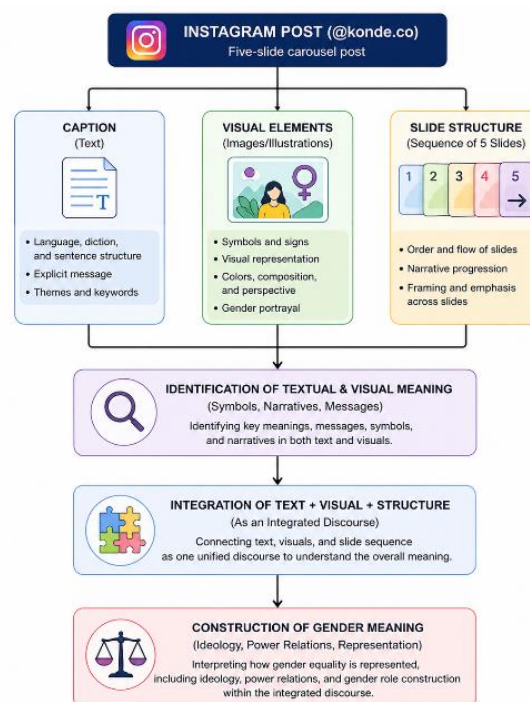 INSTAGRAM POST (@konde.co)
Five-slide carousel post
CAPTION
(Text)
T
• Language, diction,
and sentence structure
• Explicit message
• Themes and keywords
VISUAL ELEMENTS
(Images/Illustrations)
• Symbols and signs
• Visual representation
• Colors, composition,
and perspective
• Gender portrayal
SLIDE STRUCTURE
(Sequence of 5 Slides)
1 2 3 4 5
• Order and flow of slides
• Narrative progression
• Framing and emphasis
across slides
IDENTIFICATION OF TEXTUAL & VISUAL MEANING
(Symbols, Narratives, Messages)
Identifying key meanings, messages, symbols,
and narratives in both text and visuals.
INTEGRATION OF TEXT + VISUAL + STRUCTURE
(As an Integrated Discourse)
Connecting text, visuals, and slide sequence
as one unified discourse to understand the overall meaning.
CONSTRUCTION OF GENDER MEANING
(Ideology, Power Relations, Representation)
Interpreting how gender equality is represented,
including ideology, power relations, and gender role construction
within the integrated discourse.